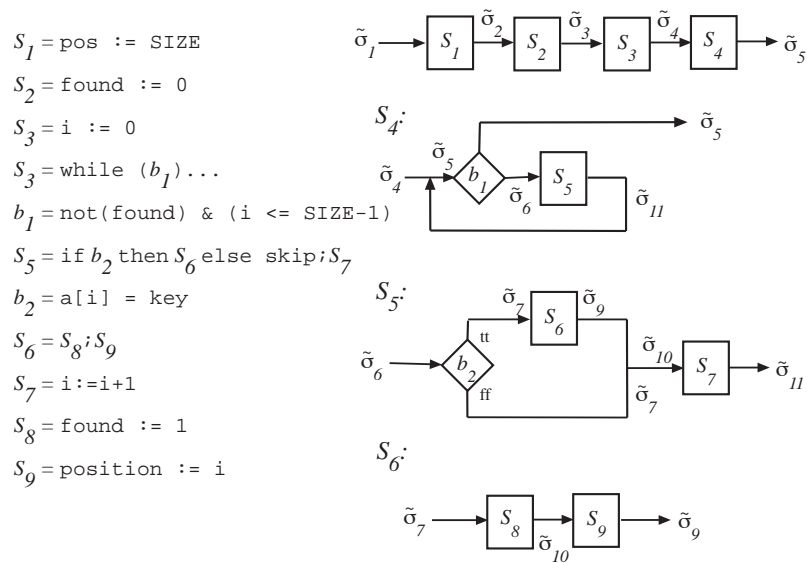 S1 = pos := SIZE
S2 = found := 0
S3 = i := 0
S3 = while (b1)...
b1 = not(found) & (i <= SIZE-1)
S5 = if b2 then S6 else skip;S7
b2 = a[i] = key
S6 = S8;S9
S7 = i:=i+1
S8 = found := 1
S9 = position := i
σ̃1 S1 σ̃2 S2 σ̃3 S3 σ̃4 S4 σ̃5
S4:
σ̃5
σ̃4 σ̃5 b1 σ̃6 S5 σ̃11
S5:
σ̃7 S6 σ̃9
tt
σ̃6 b2 σ̃10 S7 σ̃11
ff σ̃7
S6:
σ̃7 S8 σ̃10 S9 σ̃9